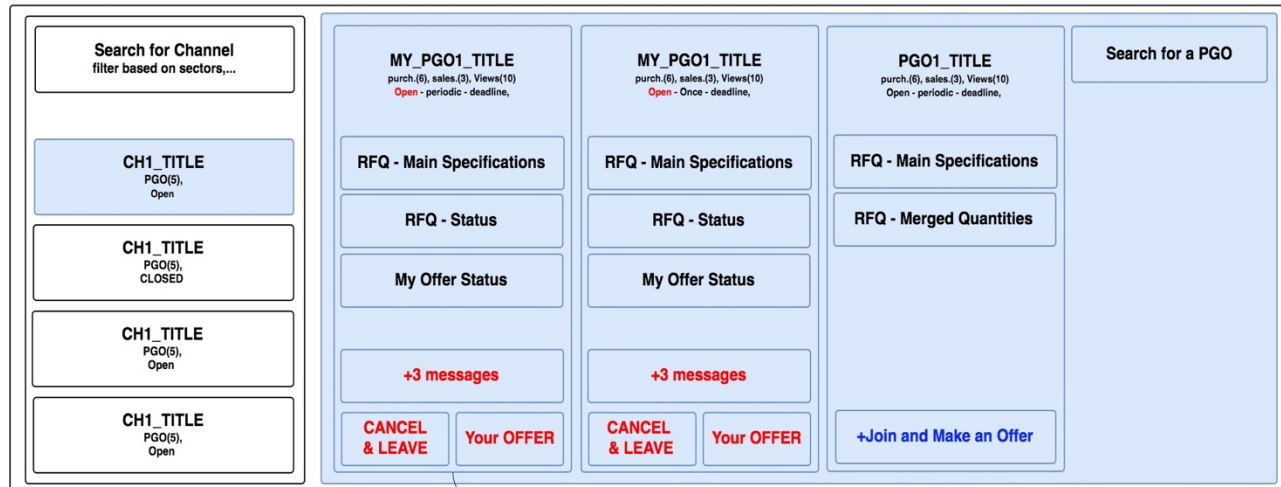 Search for Channel
filter based on sectors,...
CH1_TITLE
PGO(5),
Open
CH1_TITLE
PGO(5),
CLOSED
CH1_TITLE
PGO(5),
Open
CH1_TITLE
PGO(5),
Open
MY_PGO1_TITLE
purch.(6), sales.(3), Views(10)
Open - periodic - deadline,
RFQ - Main Specifications
RFQ - Status
My Offer Status
+3 messages
CANCEL
& LEAVE
Your OFFER
MY_PGO1_TITLE
purch.(6), sales.(3), Views(10)
Open - Once - deadline,
RFQ - Main Specifications
RFQ - Status
My Offer Status
+3 messages
CANCEL
& LEAVE
Your OFFER
PGO1_TITLE
purch.(6), sales.(3), Views(10)
Open - periodic - deadline,
RFQ - Main Specifications
RFQ - Merged Quantities
+Join and Make an Offer
Search for a PGO